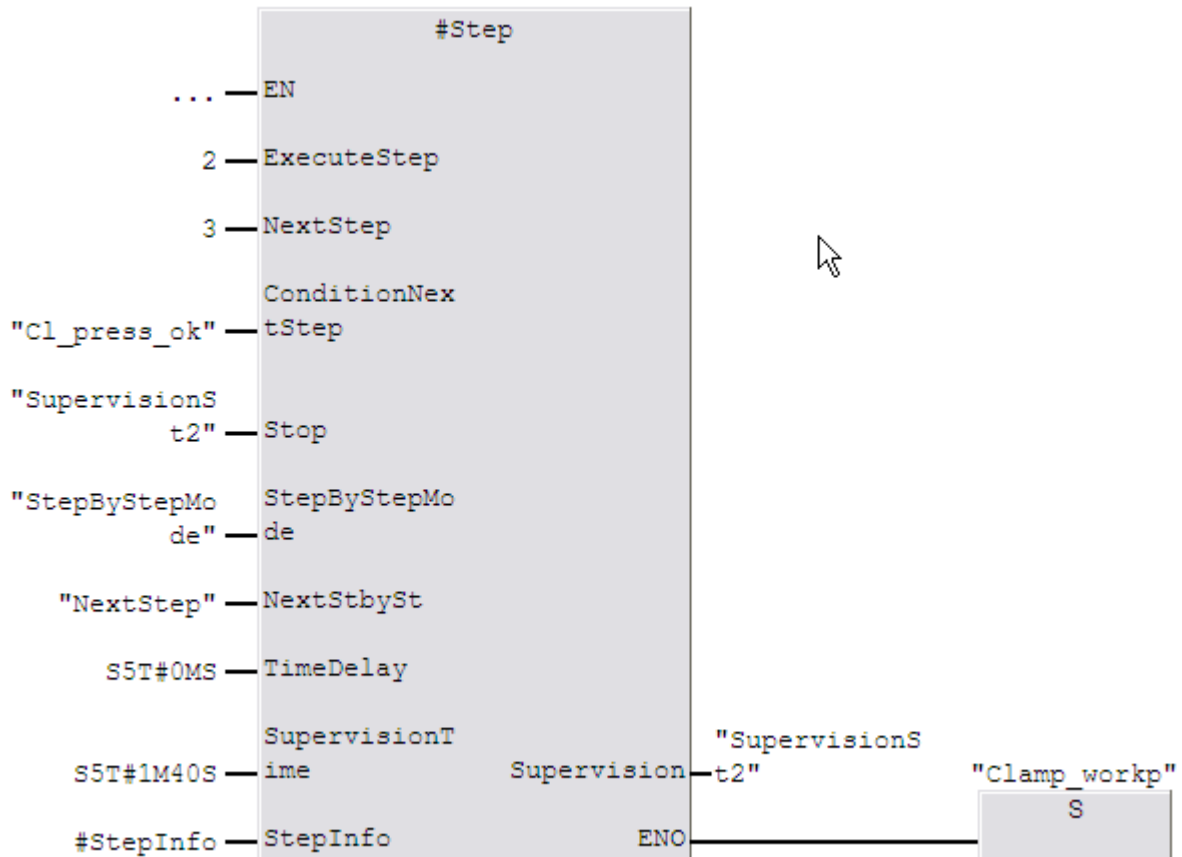 #Step
... EN
2 ExecuteStep
3 NextStep
ConditionNex
"Cl_press_ok" tStep
"SupervisionS
t2" Stop
"StepByStepMo StepByStepMo
de" de
"NextStep" NextStbySt
S5T#0MS TimeDelay
SupervisionT "SupervisionS
S5T#1M40S ime Supervision t2" "Clamp_workp"
S
#StepInfo StepInfo ENO